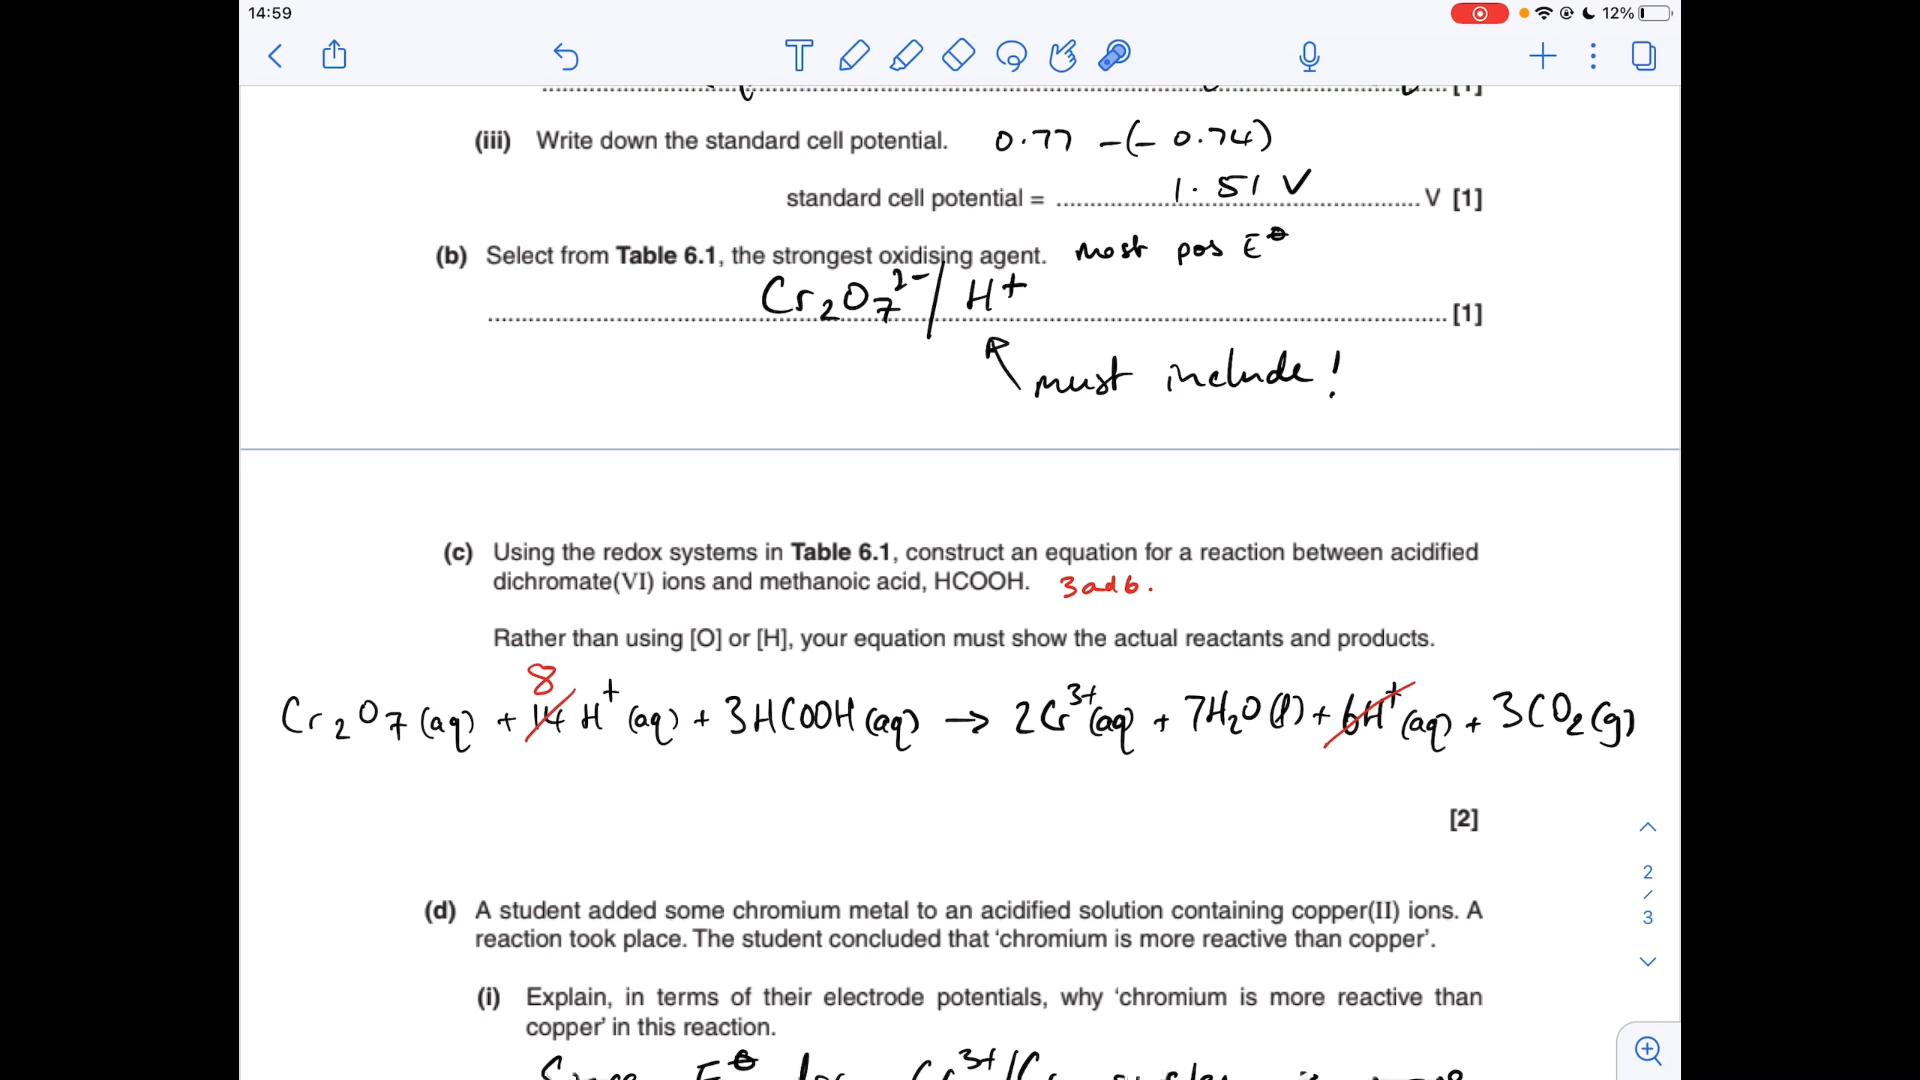 14:59
12%
[1]
(iii) Write down the standard cell potential. 0.77 -(- 0.74)
standard cell potential = 1.51 V V [1]
(b) Select from Table 6.1, the strongest oxidising agent. most pos E⦵
Cr₂O₇²⁻/ H⁺
[1]
must include!
(c) Using the redox systems in Table 6.1, construct an equation for a reaction between acidified
dichromate(VI) ions and methanoic acid, HCOOH. 3 and 6.
Rather than using [O] or [H], your equation must show the actual reactants and products.
8
Cr₂O₇ (aq) + 14 H⁺ (aq) + 3HCOOH (aq) → 2Cr³⁺(aq) + 7H₂O (l) + 6H⁺ (aq) + 3CO₂ (g)
[2]
2
/
3
(d) A student added some chromium metal to an acidified solution containing copper(II) ions. A
reaction took place. The student concluded that ‘chromium is more reactive than copper’.
(i) Explain, in terms of their electrode potentials, why ‘chromium is more reactive than
copper’ in this reaction.
E⦵ for Cr³⁺/Cr system is